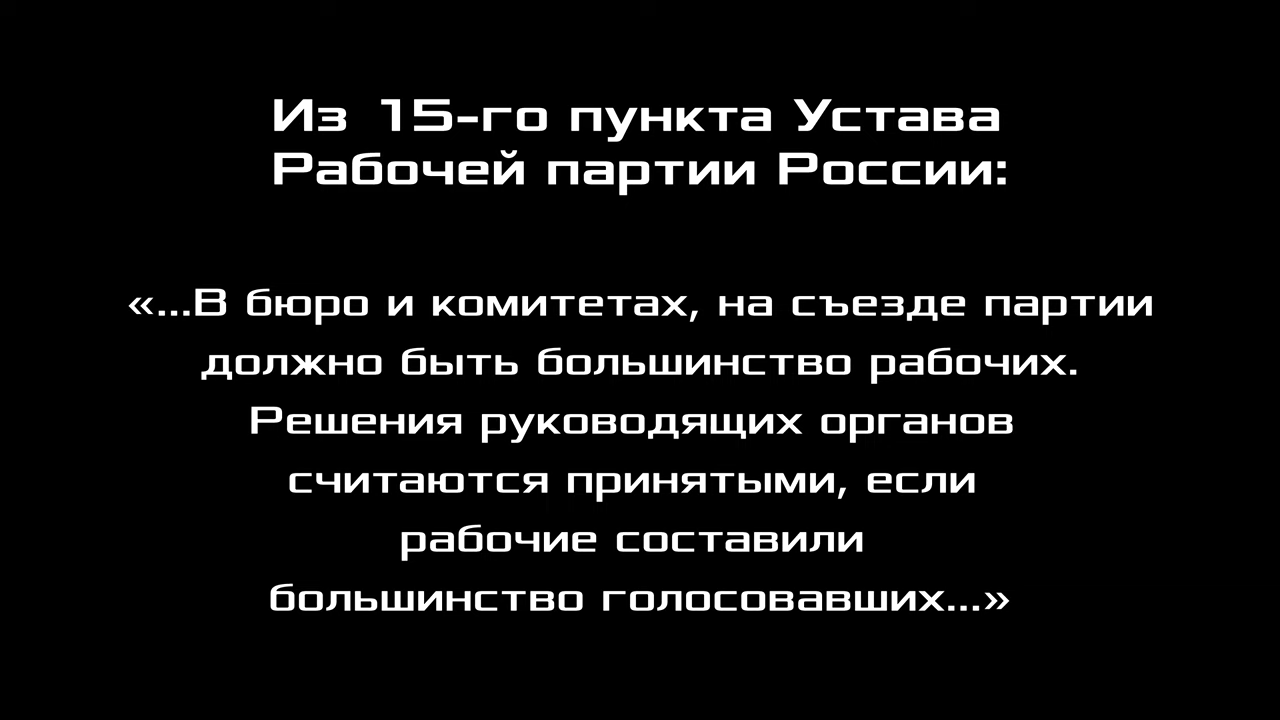 Из 15-го пункта Устава
Рабочей партии России:
«...В бюро и комитетах, на съезде партии
должно быть большинство рабочих.
Решения руководящих органов
считаются принятыми, если
рабочие составили
большинство голосовавших...»